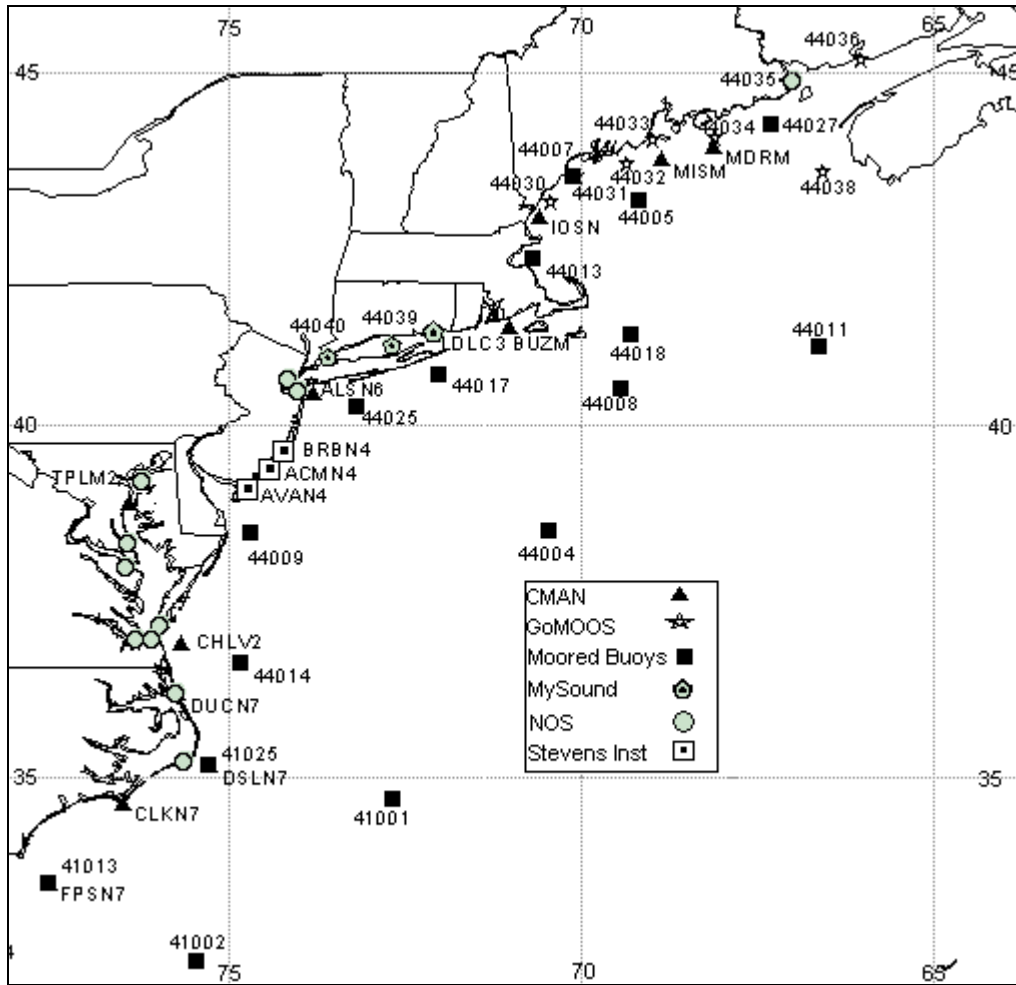 75
70
65
44036
45
44035
45
44033
44034
44027
44007
MDRM
44032
MISM
44038
44030
44031
44005
IOSN
44013
44040
44039
44011
LDLC3
BUZM
44018
44017
ALSN6
44008
44025
40
40
BRBN4
TPLM2
ACMN4
AVAN4
44009
44004
CMAN
GoMOOS
CHLV2
Moored Buoys
44014
MySound
DUCN7
NOS
Stevens Inst
41025
35
DSLN7
35
41001
CLKN7
41013
FPSN7
41002
75
70
65